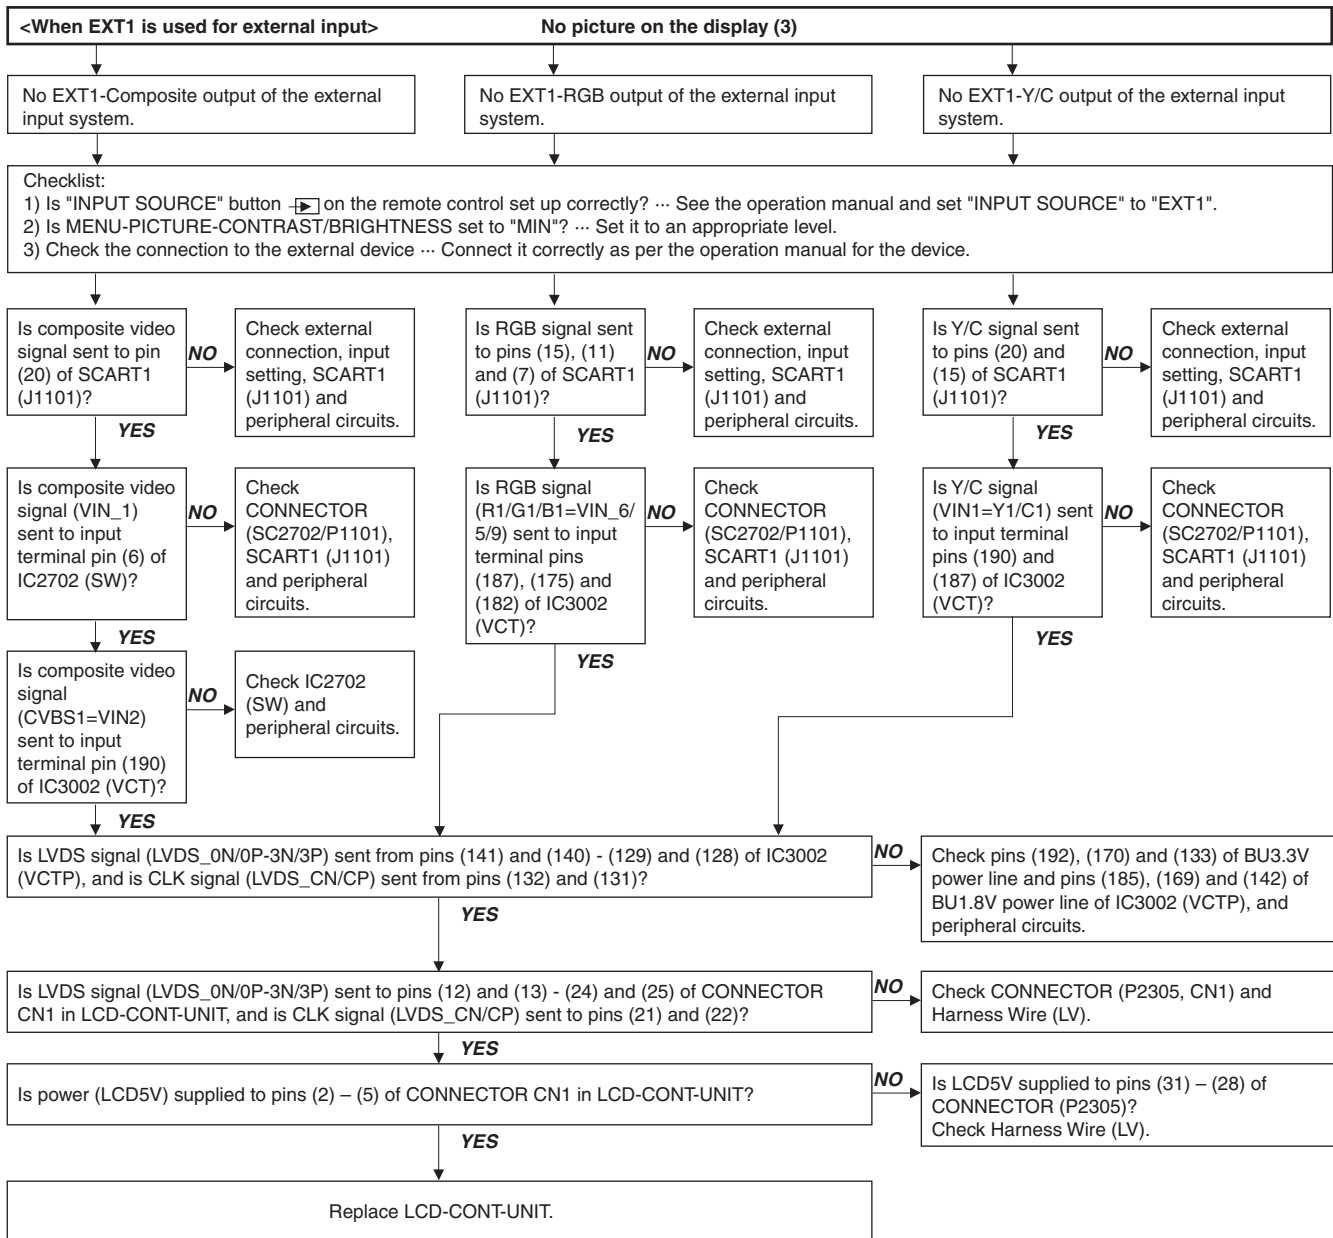 <When EXT1 is used for external input>
No picture on the display (3)
No EXT1-Composite output of the external
input system.
No EXT1-RGB output of the external input
system.
No EXT1-Y/C output of the external input
system.
Checklist:
1) Is "INPUT SOURCE" button on the remote control set up correctly? ··· See the operation manual and set "INPUT SOURCE" to "EXT1".
2) Is MENU-PICTURE-CONTRAST/BRIGHTNESS set to "MIN"? ··· Set it to an appropriate level.
3) Check the connection to the external device ··· Connect it correctly as per the operation manual for the device.
Is composite video
signal sent to pin
(20) of SCART1
(J1101)?
NO
Check external
connection, input
setting, SCART1
(J1101) and
peripheral circuits.
YES
Is RGB signal sent
to pins (15), (11)
and (7) of SCART1
(J1101)?
NO
Check external
connection, input
setting, SCART1
(J1101) and
peripheral circuits.
YES
Is Y/C signal sent
to pins (20) and
(15) of SCART1
(J1101)?
NO
Check external
connection, input
setting, SCART1
(J1101) and
peripheral circuits.
YES
Is composite video
signal (VIN_1)
sent to input
terminal pin (6) of
IC2702 (SW)?
NO
Check
CONNECTOR
(SC2702/P1101),
SCART1 (J1101)
and peripheral
circuits.
YES
Is RGB signal
(R1/G1/B1=VIN_6/
5/9) sent to input
terminal pins
(187), (175) and
(182) of IC3002
(VCT)?
NO
Check
CONNECTOR
(SC2702/P1101),
SCART1 (J1101)
and peripheral
circuits.
YES
Is Y/C signal
(VIN1=Y1/C1) sent
to input terminal
pins (190) and
(187) of IC3002
(VCT)?
NO
Check
CONNECTOR
(SC2702/P1101),
SCART1 (J1101)
and peripheral
circuits.
YES
Is composite video
signal
(CVBS1=VIN2)
sent to input
terminal pin (190)
of IC3002 (VCT)?
NO
Check IC2702
(SW) and
peripheral circuits.
YES
Is LVDS signal (LVDS_0N/0P-3N/3P) sent from pins (141) and (140) - (129) and (128) of IC3002
(VCTP), and is CLK signal (LVDS_CN/CP) sent from pins (132) and (131)?
NO
Check pins (192), (170) and (133) of BU3.3V
power line and pins (185), (169) and (142) of
BU1.8V power line of IC3002 (VCTP), and
peripheral circuits.
YES
Is LVDS signal (LVDS_0N/0P-3N/3P) sent to pins (12) and (13) - (24) and (25) of CONNECTOR
CN1 in LCD-CONT-UNIT, and is CLK signal (LVDS_CN/CP) sent to pins (21) and (22)?
NO
Check CONNECTOR (P2305, CN1) and
Harness Wire (LV).
YES
Is power (LCD5V) supplied to pins (2) – (5) of CONNECTOR CN1 in LCD-CONT-UNIT?
NO
Is LCD5V supplied to pins (31) – (28) of
CONNECTOR (P2305)?
Check Harness Wire (LV).
YES
Replace LCD-CONT-UNIT.